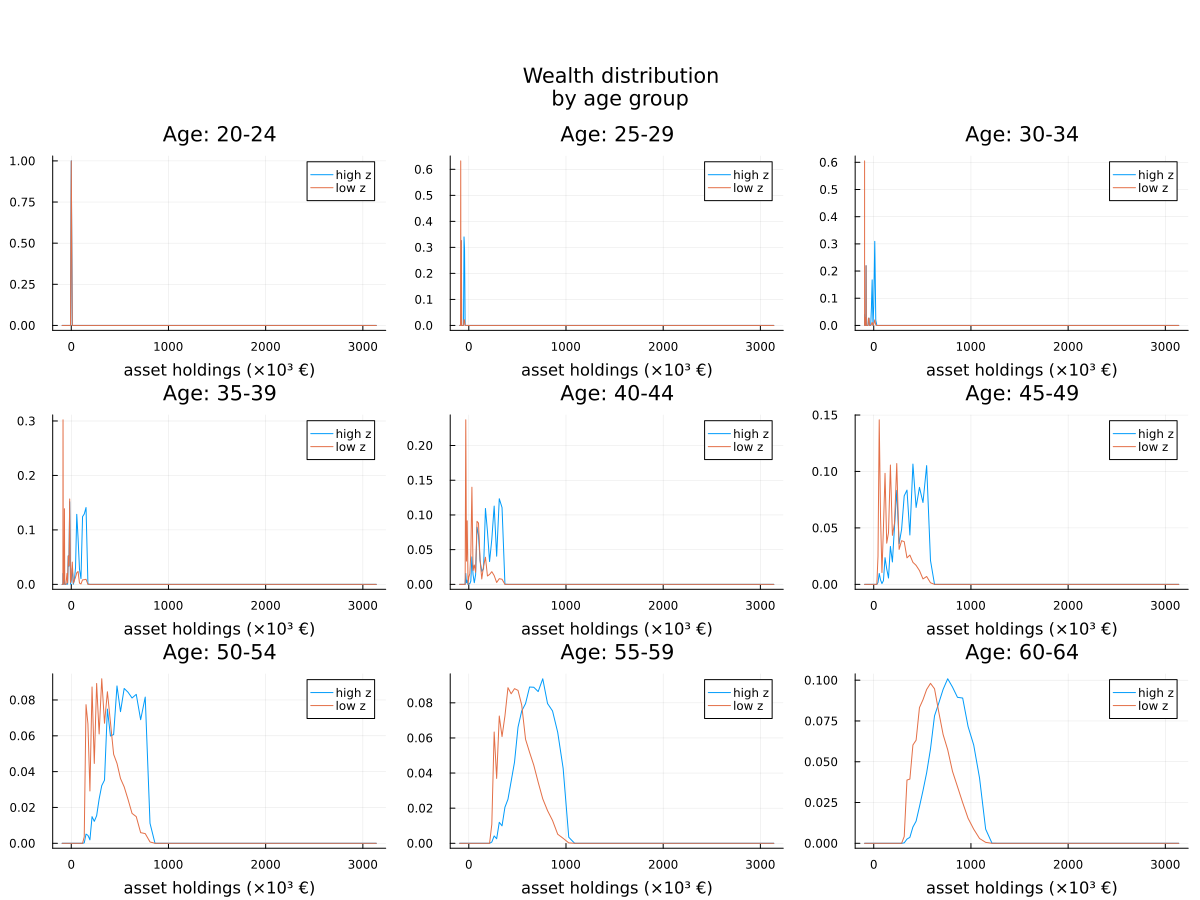 Wealth distribution
by age group
Age: 20-24
1.00
0.75
0.50
0.25
0.00
0
1000
2000
3000
high z
low z
asset holdings (×10³ €)
Age: 25-29
0.6
0.5
0.4
0.3
0.2
0.1
0.0
0
1000
2000
3000
high z
low z
asset holdings (×10³ €)
Age: 30-34
0.6
0.5
0.4
0.3
0.2
0.1
0.0
0
1000
2000
3000
high z
low z
asset holdings (×10³ €)
Age: 35-39
0.3
0.2
0.1
0.0
0
1000
2000
3000
high z
low z
asset holdings (×10³ €)
Age: 40-44
0.20
0.15
0.10
0.05
0.00
0
1000
2000
3000
high z
low z
asset holdings (×10³ €)
Age: 45-49
0.15
0.10
0.05
0.00
0
1000
2000
3000
high z
low z
asset holdings (×10³ €)
Age: 50-54
0.08
0.06
0.04
0.02
0.00
0
1000
2000
3000
high z
low z
asset holdings (×10³ €)
Age: 55-59
0.08
0.06
0.04
0.02
0.00
0
1000
2000
3000
high z
low z
asset holdings (×10³ €)
Age: 60-64
0.100
0.075
0.050
0.025
0.000
0
1000
2000
3000
high z
low z
asset holdings (×10³ €)